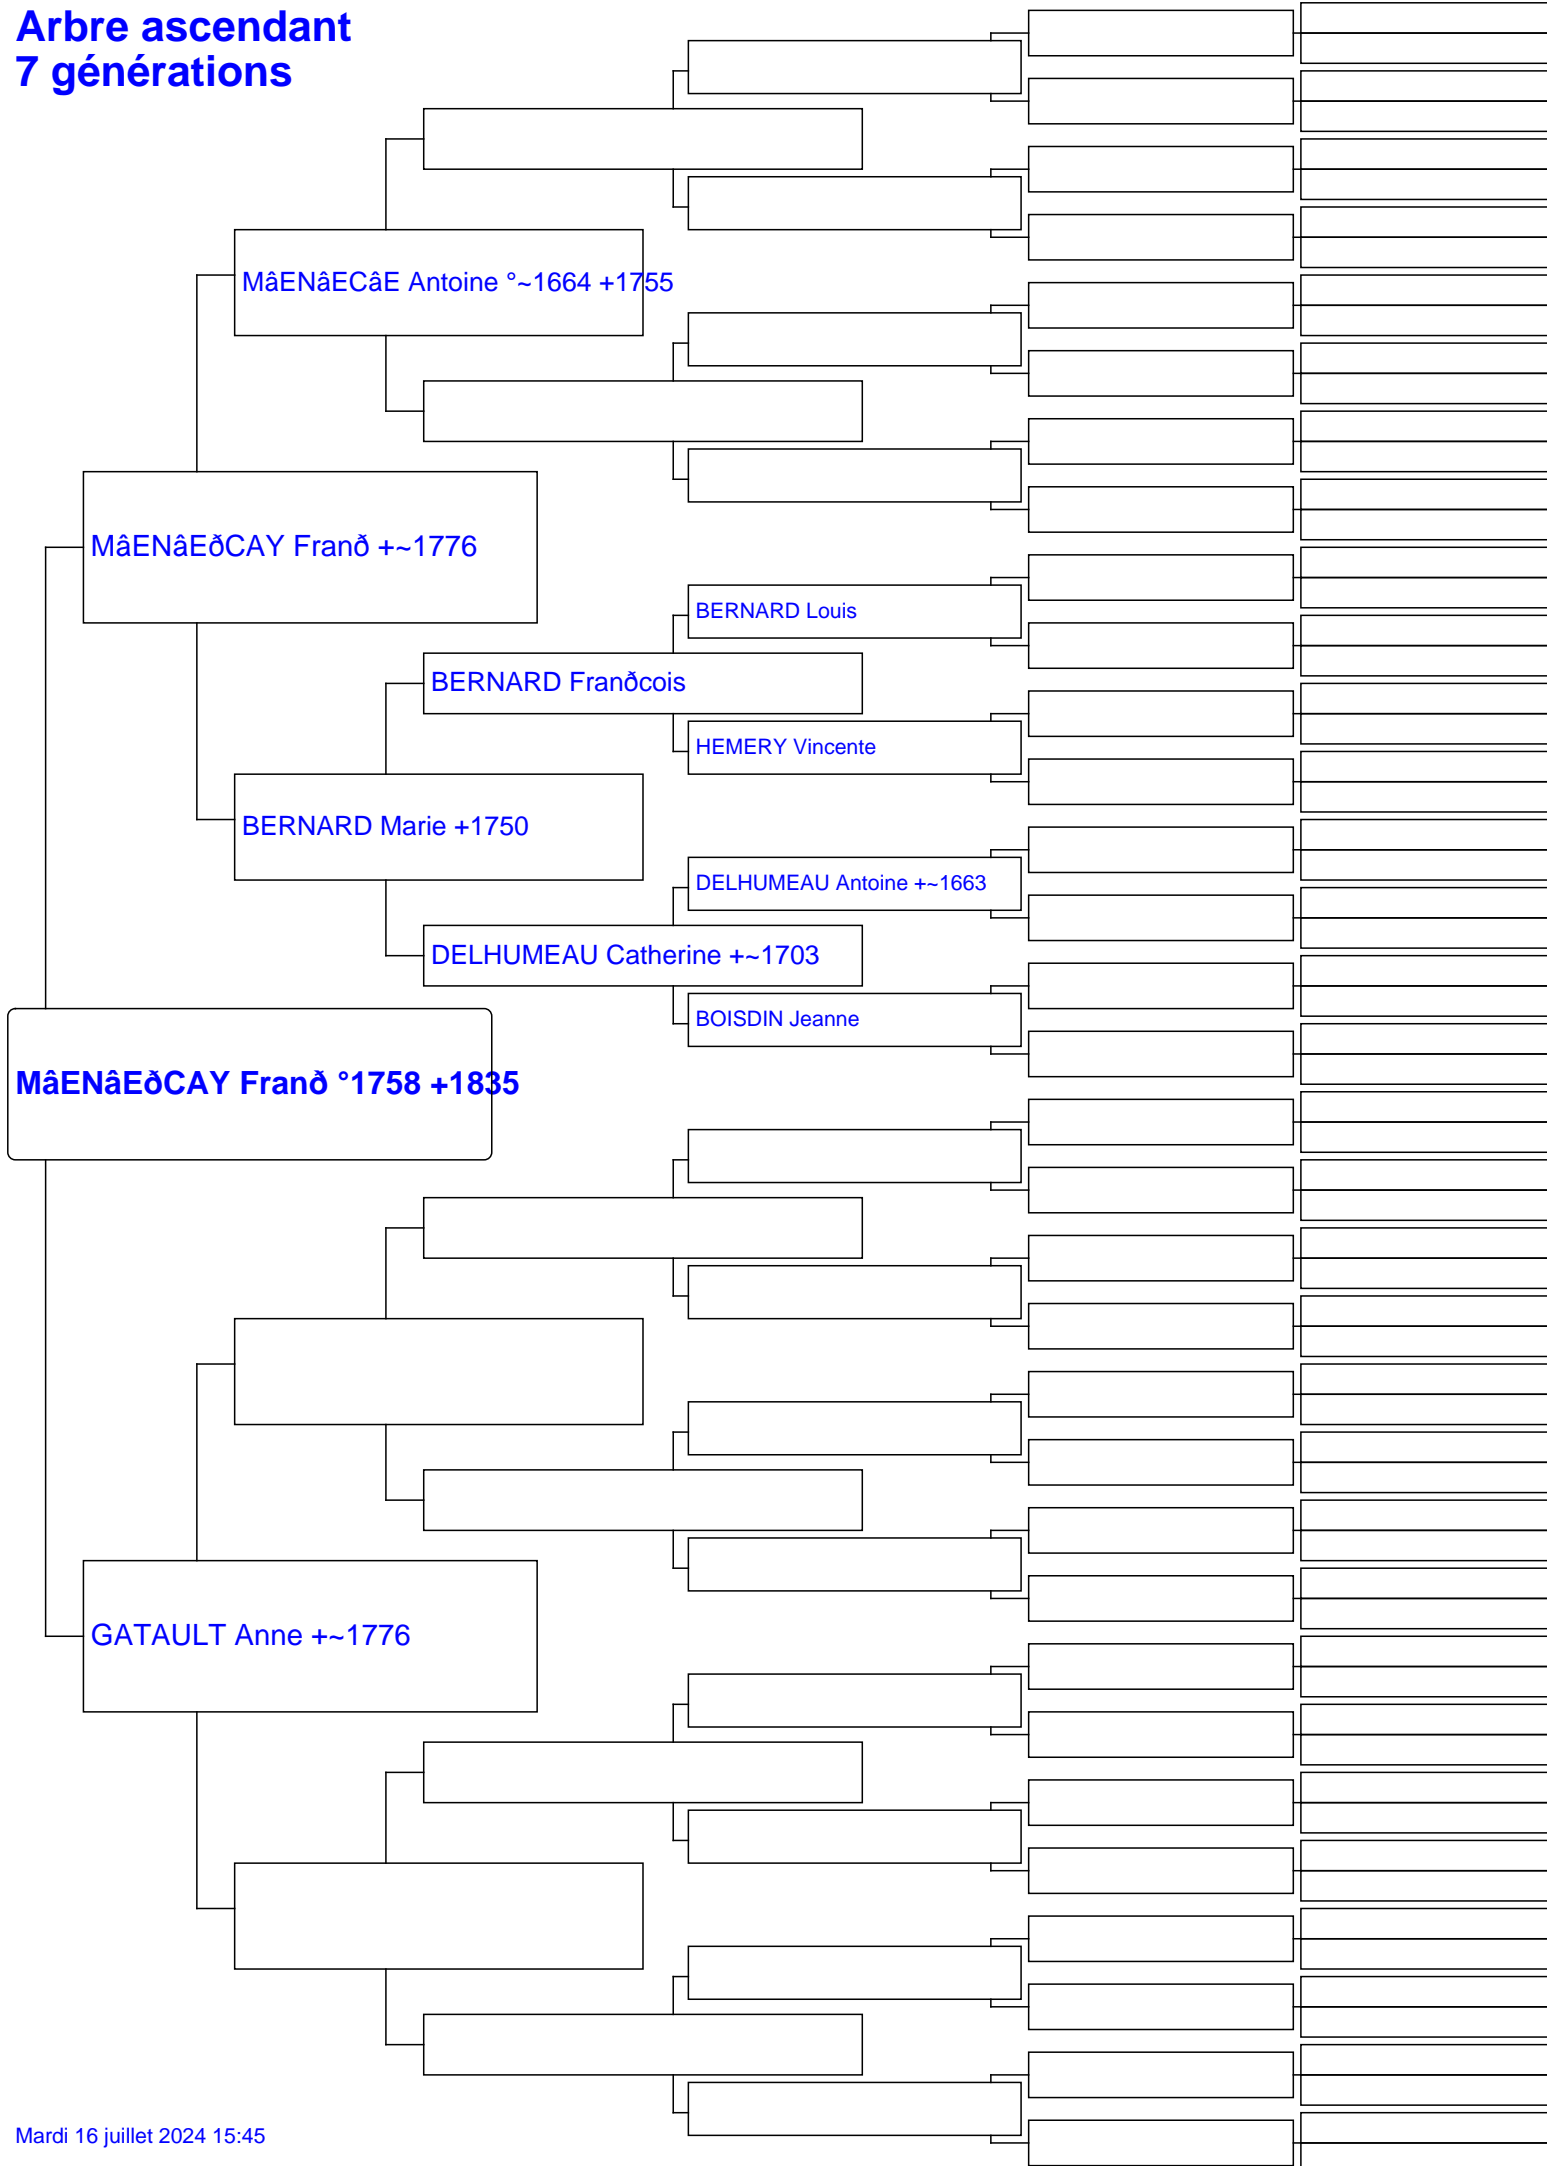 Arbre ascendant
7 générations
MâENâECâE Antoine °~1664 +1755
MâENâEðCAY Franð +~1776
BERNARD Louis
BERNARD Franðcois
HEMERY Vincente
BERNARD Marie +1750
DELHUMEAU Antoine +~1663
DELHUMEAU Catherine +~1703
BOISDIN Jeanne
MâENâEðCAY Franð °1758 +1835
GATAULT Anne +~1776
Mardi 16 juillet 2024 15:45